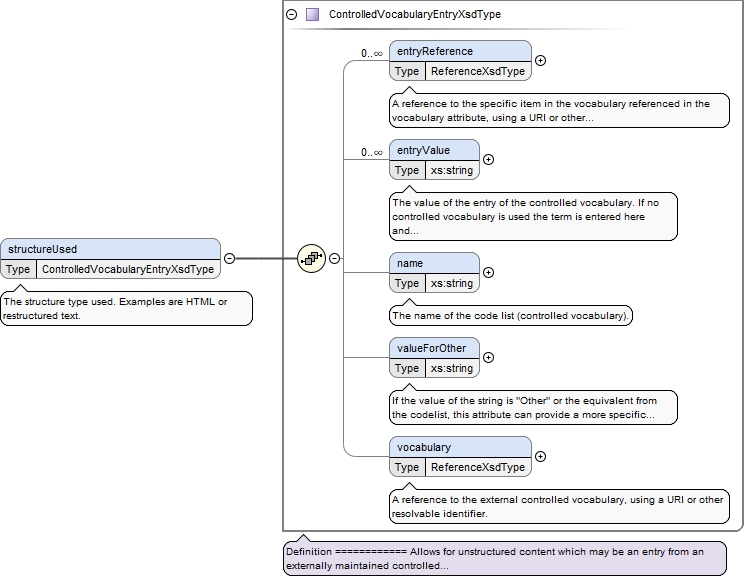 ControlledVocabularyEntryXsdType
0..∞
entryReference
Type ReferenceXsdType
A reference to the specific item in the vocabulary referenced in the
vocabulary attribute, using a URI or other...
0..∞
entryValue
Type xs:string
The value of the entry of the controlled vocabulary. If no
controlled vocabulary is used the term is entered here
and...
structureUsed
Type ControlledVocabularyEntryXsdType
The structure type used. Examples are HTML or
restructured text.
name
Type xs:string
The name of the code list (controlled vocabulary).
valueForOther
Type xs:string
If the value of the string is "Other" or the equivalent from
the codelist, this attribute can provide a more specific...
vocabulary
Type ReferenceXsdType
A reference to the external controlled vocabulary, using a URI or other
resolvable identifier.
Definition ============ Allows for unstructured content which may be an entry from an
externally maintained controlled...